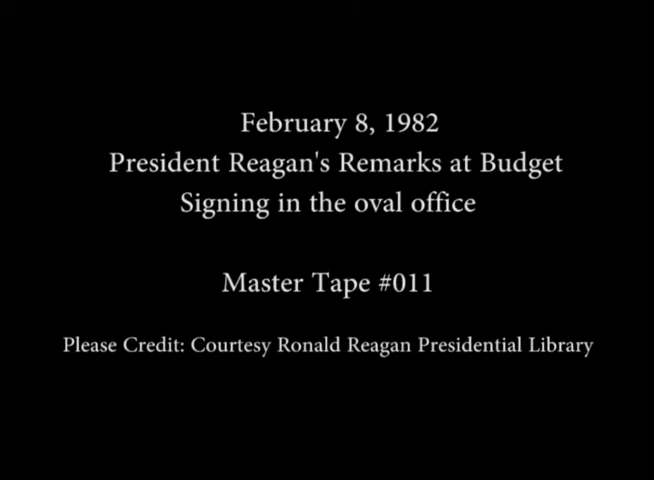 February 8, 1982
President Reagan's Remarks at Budget
Signing in the oval office
Master Tape #011
Please Credit: Courtesy Ronald Reagan Presidential Library